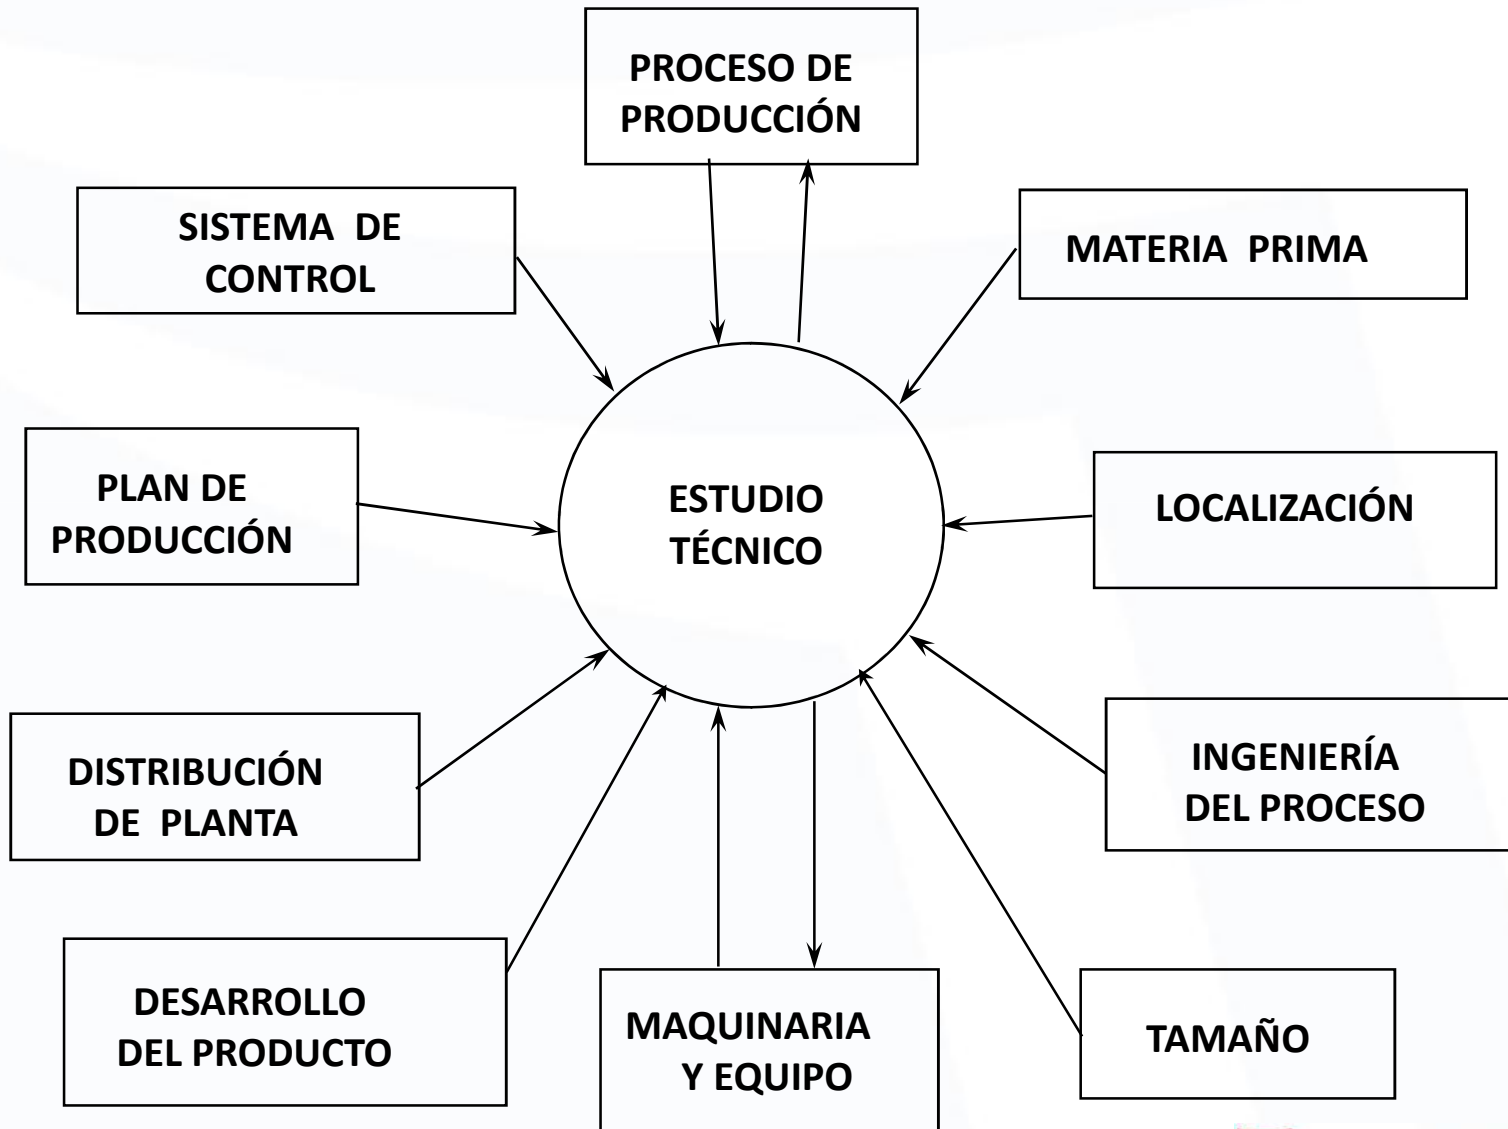 PROCESO DE
PRODUCCIÓN
SISTEMA DE
CONTROL
MATERIA PRIMA
PLAN DE
PRODUCCIÓN
ESTUDIO
TÉCNICO
LOCALIZACIÓN
DISTRIBUCIÓN
DE PLANTA
INGENIERÍA
DEL PROCESO
DESARROLLO
DEL PRODUCTO
MAQUINARIA
Y EQUIPO
TAMAÑO